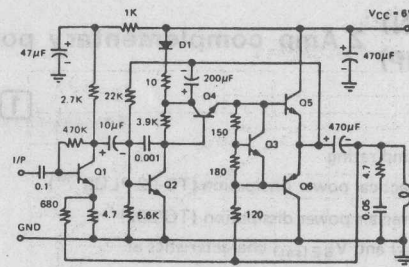 1K
VCC = 6
D1
47µF
470µF
2.7K
22K
10
200µF
Q4
Q5
3.9K
10µF
470K
150
470µF
I/P
0.001
Q3
Q1
Q2
180
4.7
0.1
Q6
.05
680
4.7
5.6K
120
GND